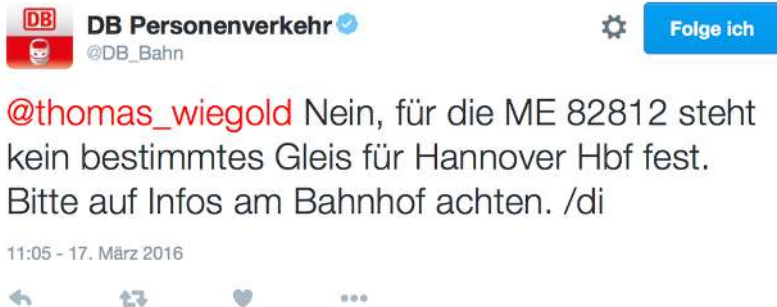 DB
DB Personenverkehr
@DB_Bahn
Folge ich
@thomas_wiegold Nein, für die ME 82812 steht
kein bestimmtes Gleis für Hannover Hbf fest.
Bitte auf Infos am Bahnhof achten. /di
11:05 - 17. März 2016